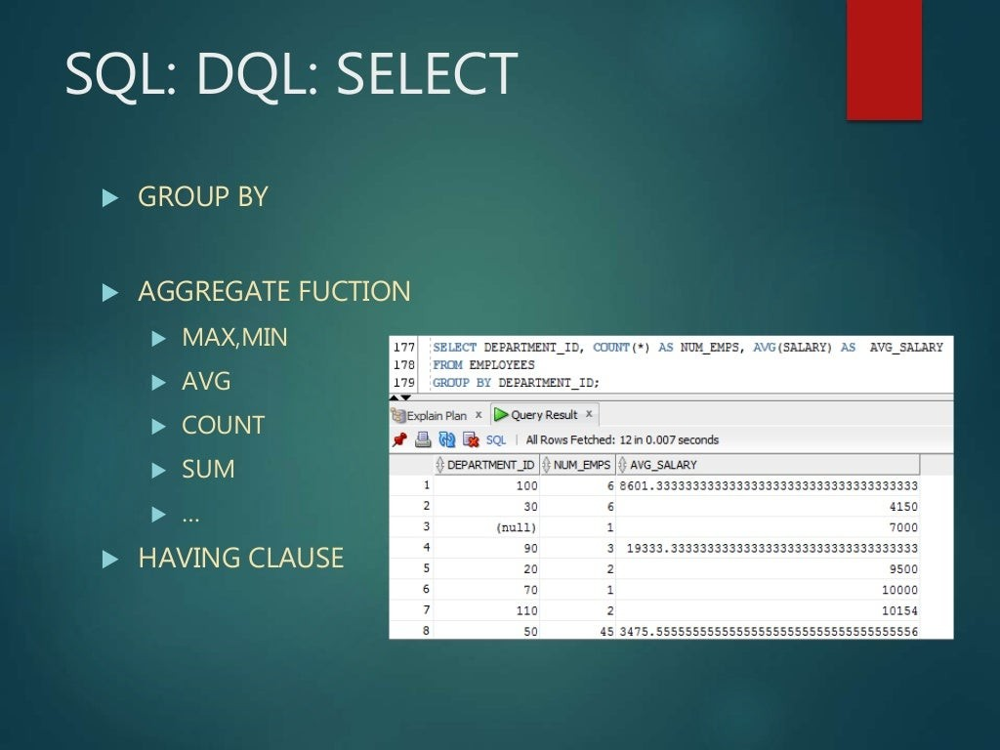 SQL: DQL: SELECT
GROUP BY
AGGREGATE FUCTION
MAX,MIN
AVG
COUNT
SUM
...
HAVING CLAUSE
177 SELECT DEPARTMENT_ID, COUNT(*) AS NUM_EMPS, AVG(SALARY) AS AVG_SALARY
178 FROM EMPLOYEES
179 GROUP BY DEPARTMENT_ID;
Explain Plan x Query Result x
SQL | All Rows Fetched: 12 in 0.007 seconds
DEPARTMENT_ID NUM_EMPS AVG_SALARY
1 100 6 8601.333333333333333333333333333333333333
2 30 6 4150
3 (null) 1 7000
4 90 3 19333.33333333333333333333333333333333333
5 20 2 9500
6 70 1 10000
7 110 2 10154
8 50 45 3475.555555555555555555555555555555555556